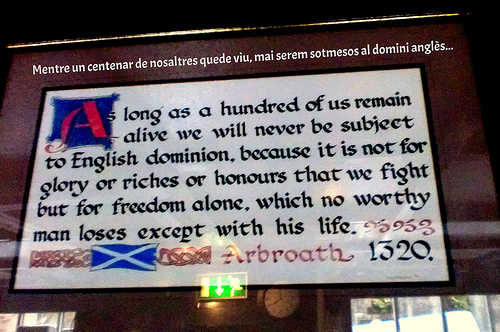 Mentre un centenar de nosaltres quede viu, mai serem sotmesos al domini anglès...
As long as a hundred of us remain
alive we will never be subject
to English dominion, because it is not for
glory or riches or honours that we fight
but for freedom alone, which no worthy
man loses except with his life.
Arbroath 1320.